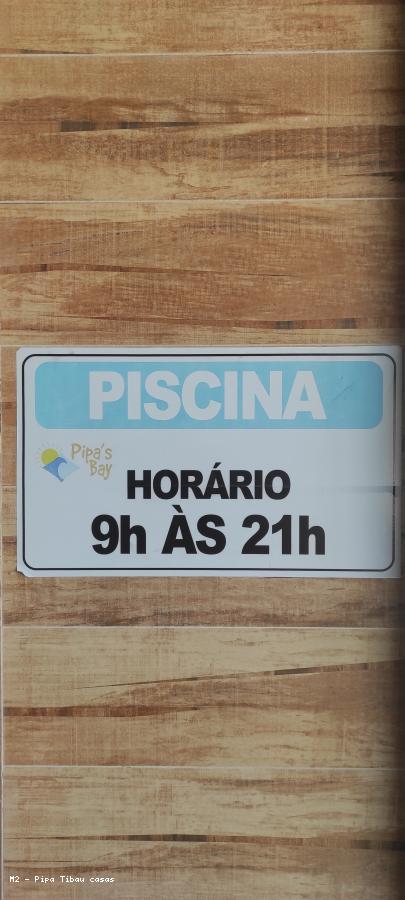 PISCINA
Pipa's
Bay
HORÁRIO
9h ÀS 21h
M2 - Pipa Tibau casas